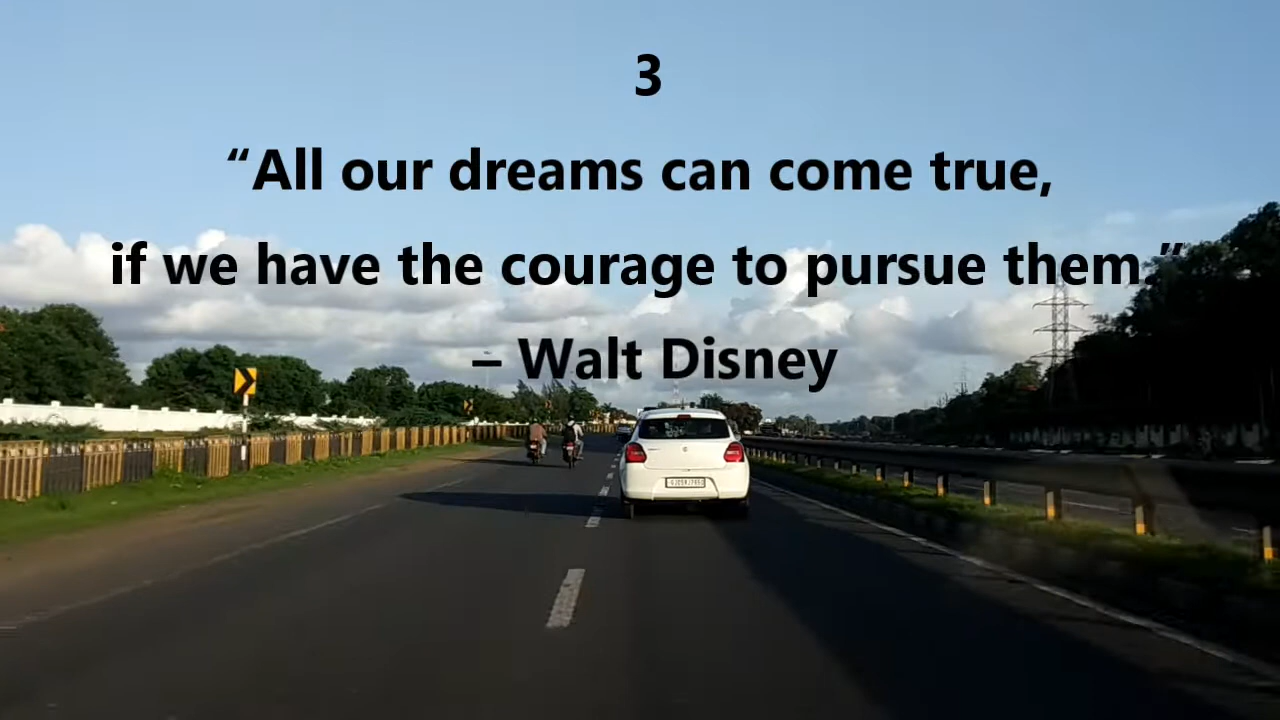 3
“All our dreams can come true,
if we have the courage to pursue them.”
– Walt Disney